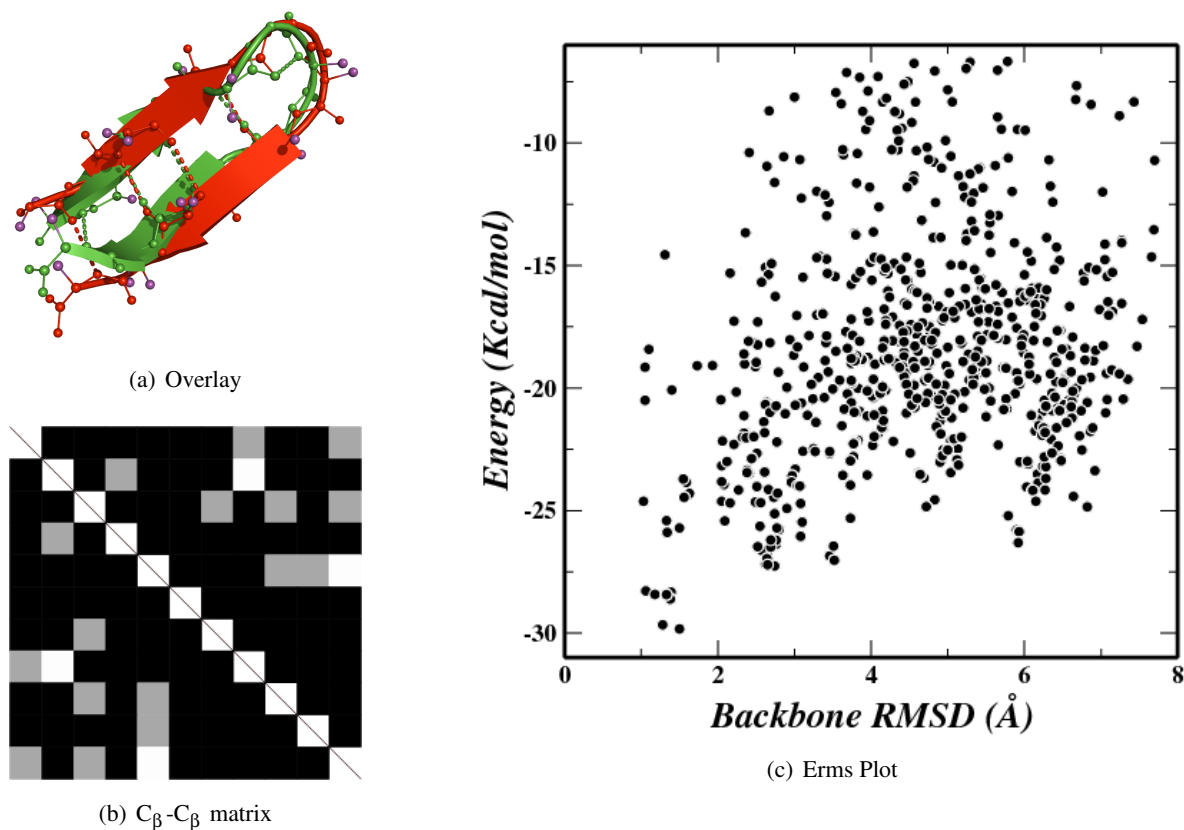 (a) Overlay
(b) Cβ-Cβ matrix
Energy (Kcal/mol)
-10
-15
-20
-25
-30
0 2 4 6 8
Backbone RMSD (Å)
(c) Erms Plot